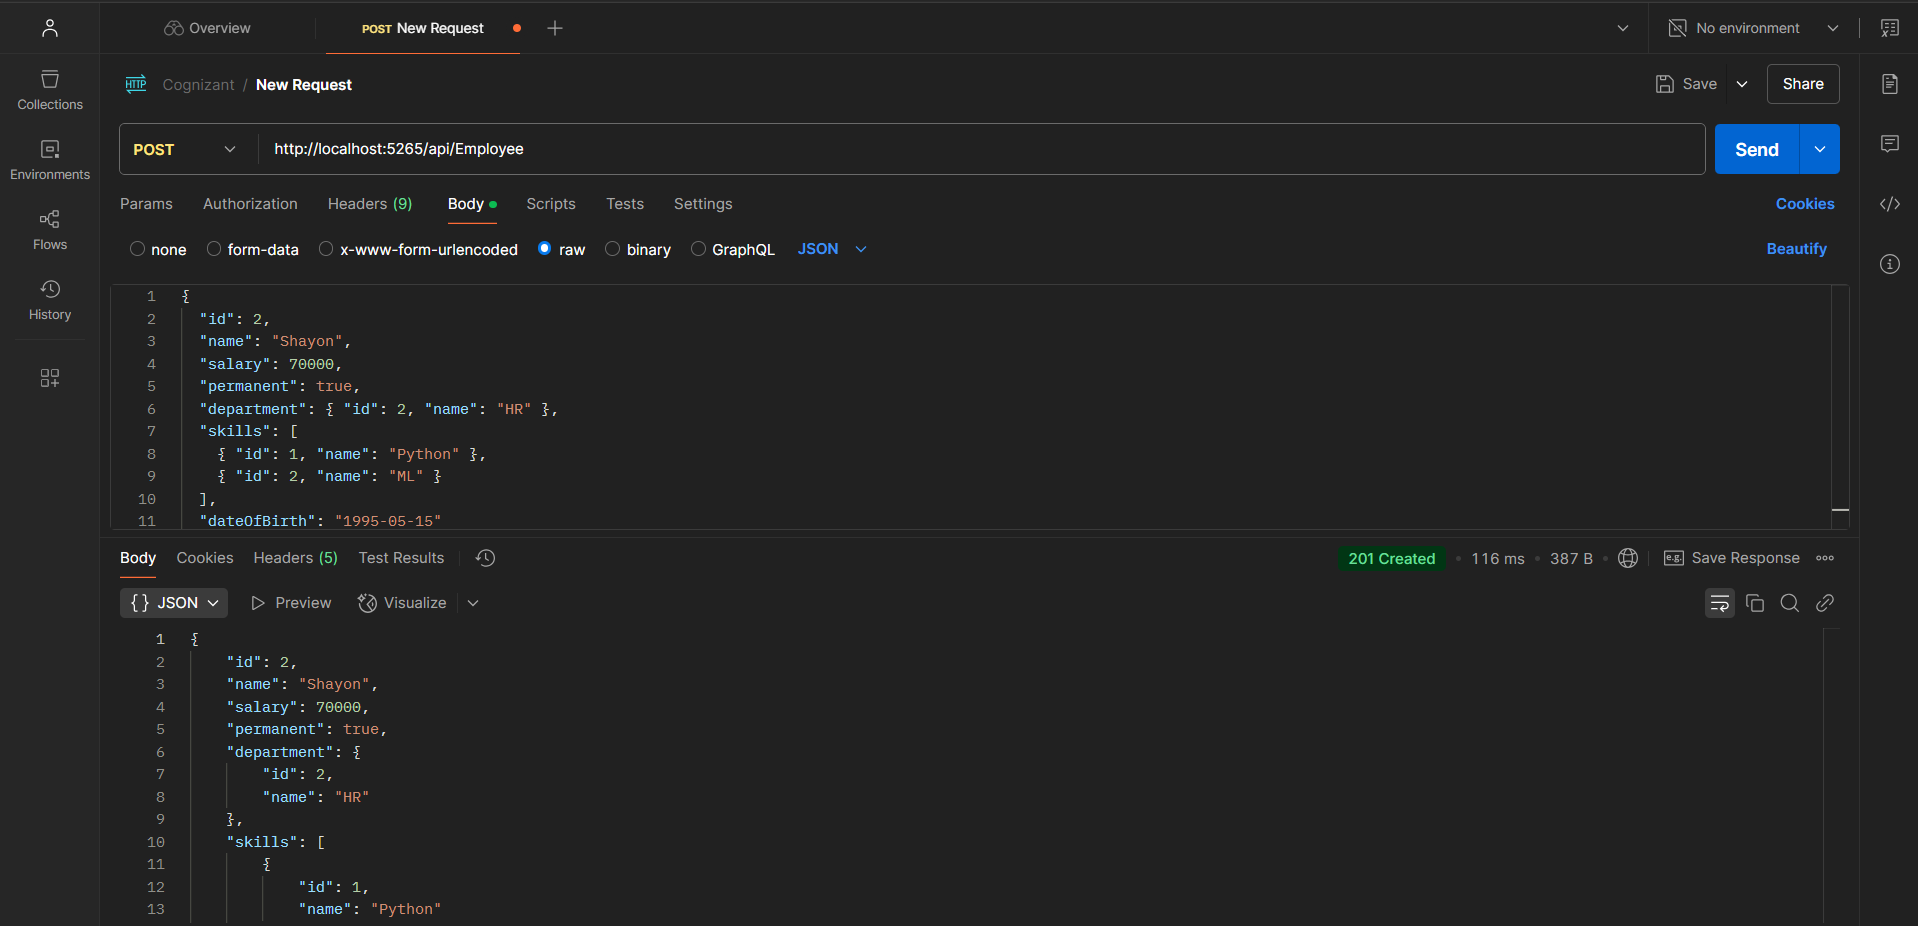 Overview
POST New Request
No environment
Collections
Environments
Flows
History
HTTP Cognizant / New Request
Save
Share
POST
http://localhost:5265/api/Employee
Send
Params Authorization Headers (9) Body Scripts Tests Settings
Cookies
none form-data x-www-form-urlencoded raw binary GraphQL JSON
Beautify
1 {
2 "id": 2,
3 "name": "Shayon",
4 "salary": 70000,
5 "permanent": true,
6 "department": { "id": 2, "name": "HR" },
7 "skills": [
8 { "id": 1, "name": "Python" },
9 { "id": 2, "name": "ML" }
10 ],
11 "dateOfBirth": "1995-05-15"
Body Cookies Headers (5) Test Results
201 Created • 116 ms • 387 B
e.g. Save Response
{} JSON Preview Visualize
1 {
2 "id": 2,
3 "name": "Shayon",
4 "salary": 70000,
5 "permanent": true,
6 "department": {
7 "id": 2,
8 "name": "HR"
9 },
10 "skills": [
11 {
12 "id": 1,
13 "name": "Python"